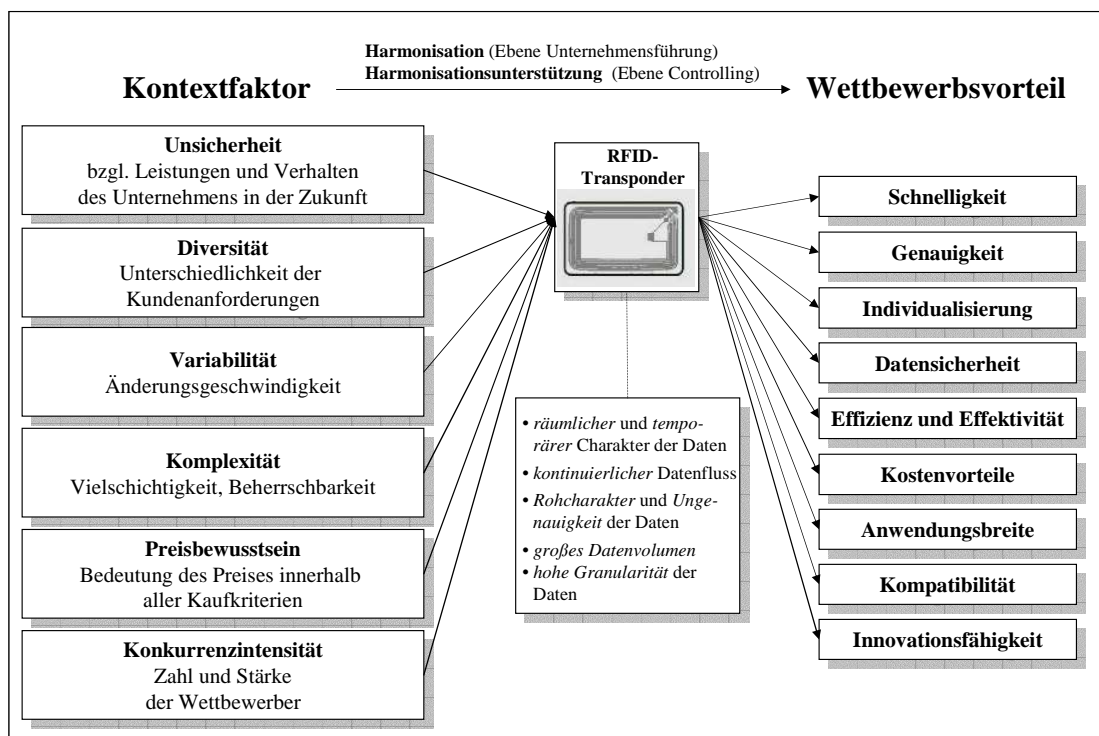 Harmonisation (Ebene Unternehmensführung)
Harmonisationsunterstützung (Ebene Controlling)
Kontextfaktor
Wettbewerbsvorteil
Unsicherheit
bzgl. Leistungen und Verhalten
des Unternehmens in der Zukunft
Diversität
Unterschiedlichkeit der
Kundenanforderungen
Variabilität
Änderungsgeschwindigkeit
Komplexität
Vielschichtigkeit, Beherrschbarkeit
Preisbewusstsein
Bedeutung des Preises innerhalb
aller Kaufkriterien
Konkurrenzintensität
Zahl und Stärke
der Wettbewerber
RFID-
Transponder
• räumlicher und tempo-
rärer Charakter der Daten
• kontinuierlicher Datenfluss
• Rohcharakter und Unge-
nauigkeit der Daten
• großes Datenvolumen
• hohe Granularität der
Daten
Schnelligkeit
Genauigkeit
Individualisierung
Datensicherheit
Effizienz und Effektivität
Kostenvorteile
Anwendungsbreite
Kompatibilität
Innovationsfähigkeit